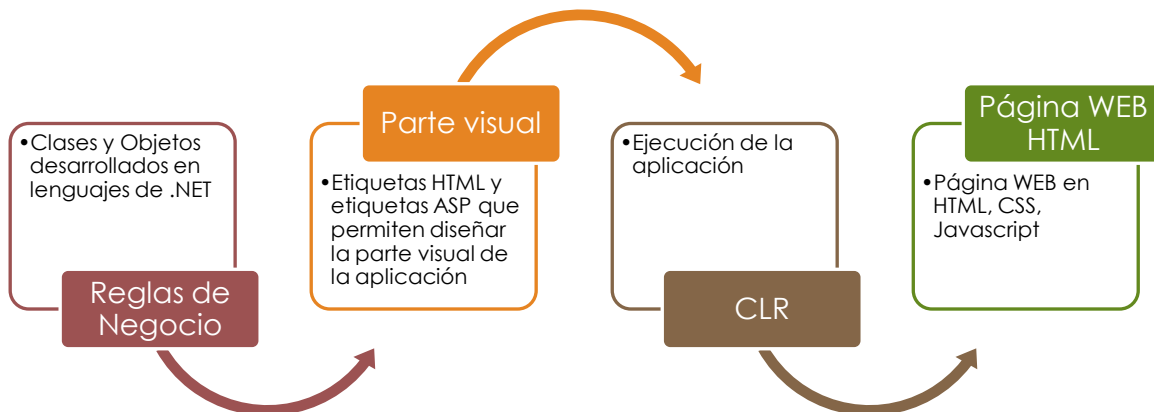 •Clases y Objetos
desarrollados en
lenguajes de .NET
Reglas de
Negocio
Parte visual
•Etiquetas HTML y
etiquetas ASP que
permiten diseñar
la parte visual de
la aplicación
•Ejecución de la
aplicación
CLR
Página WEB
HTML
•Página WEB en
HTML, CSS,
Javascript